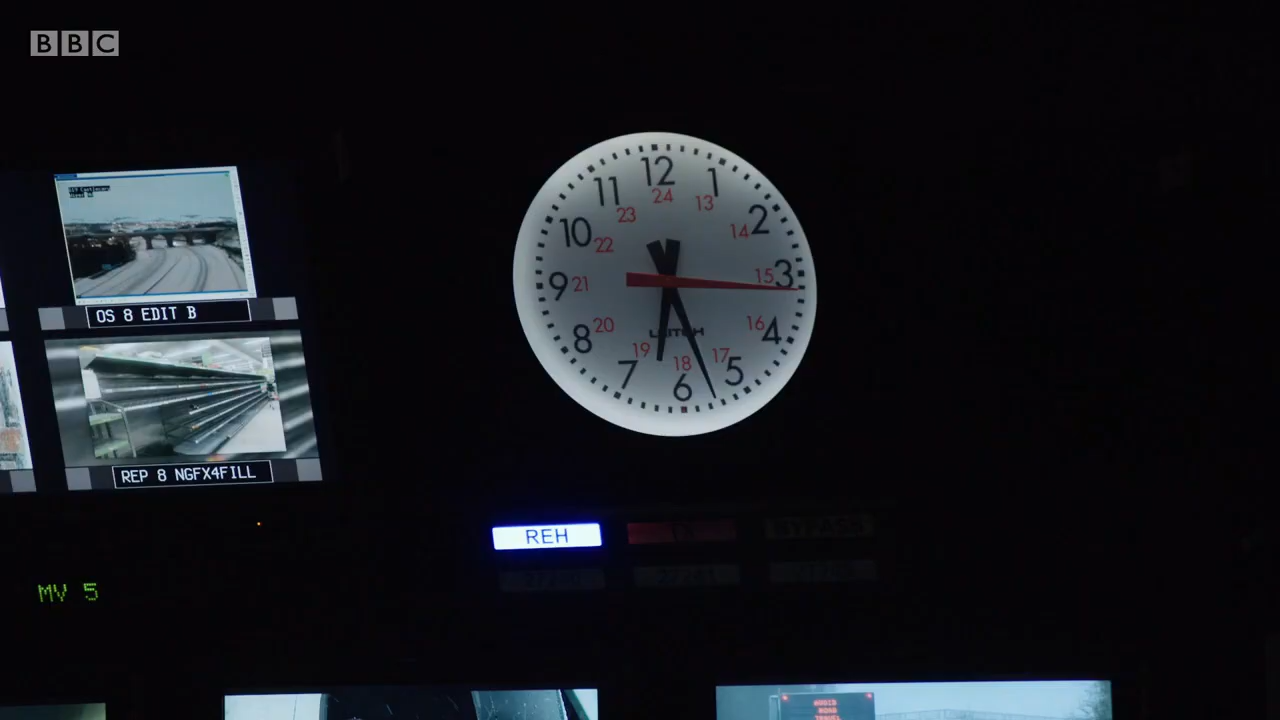 BBC
12
11 1
24
23 13
10 2
22 14
9 21 15 3
8 20 16 4
LEITCH
19 18 17
7 6 5
OS 8 EDIT B
REP 8 NGFX4FILL
REH
BYPASS
MV 5